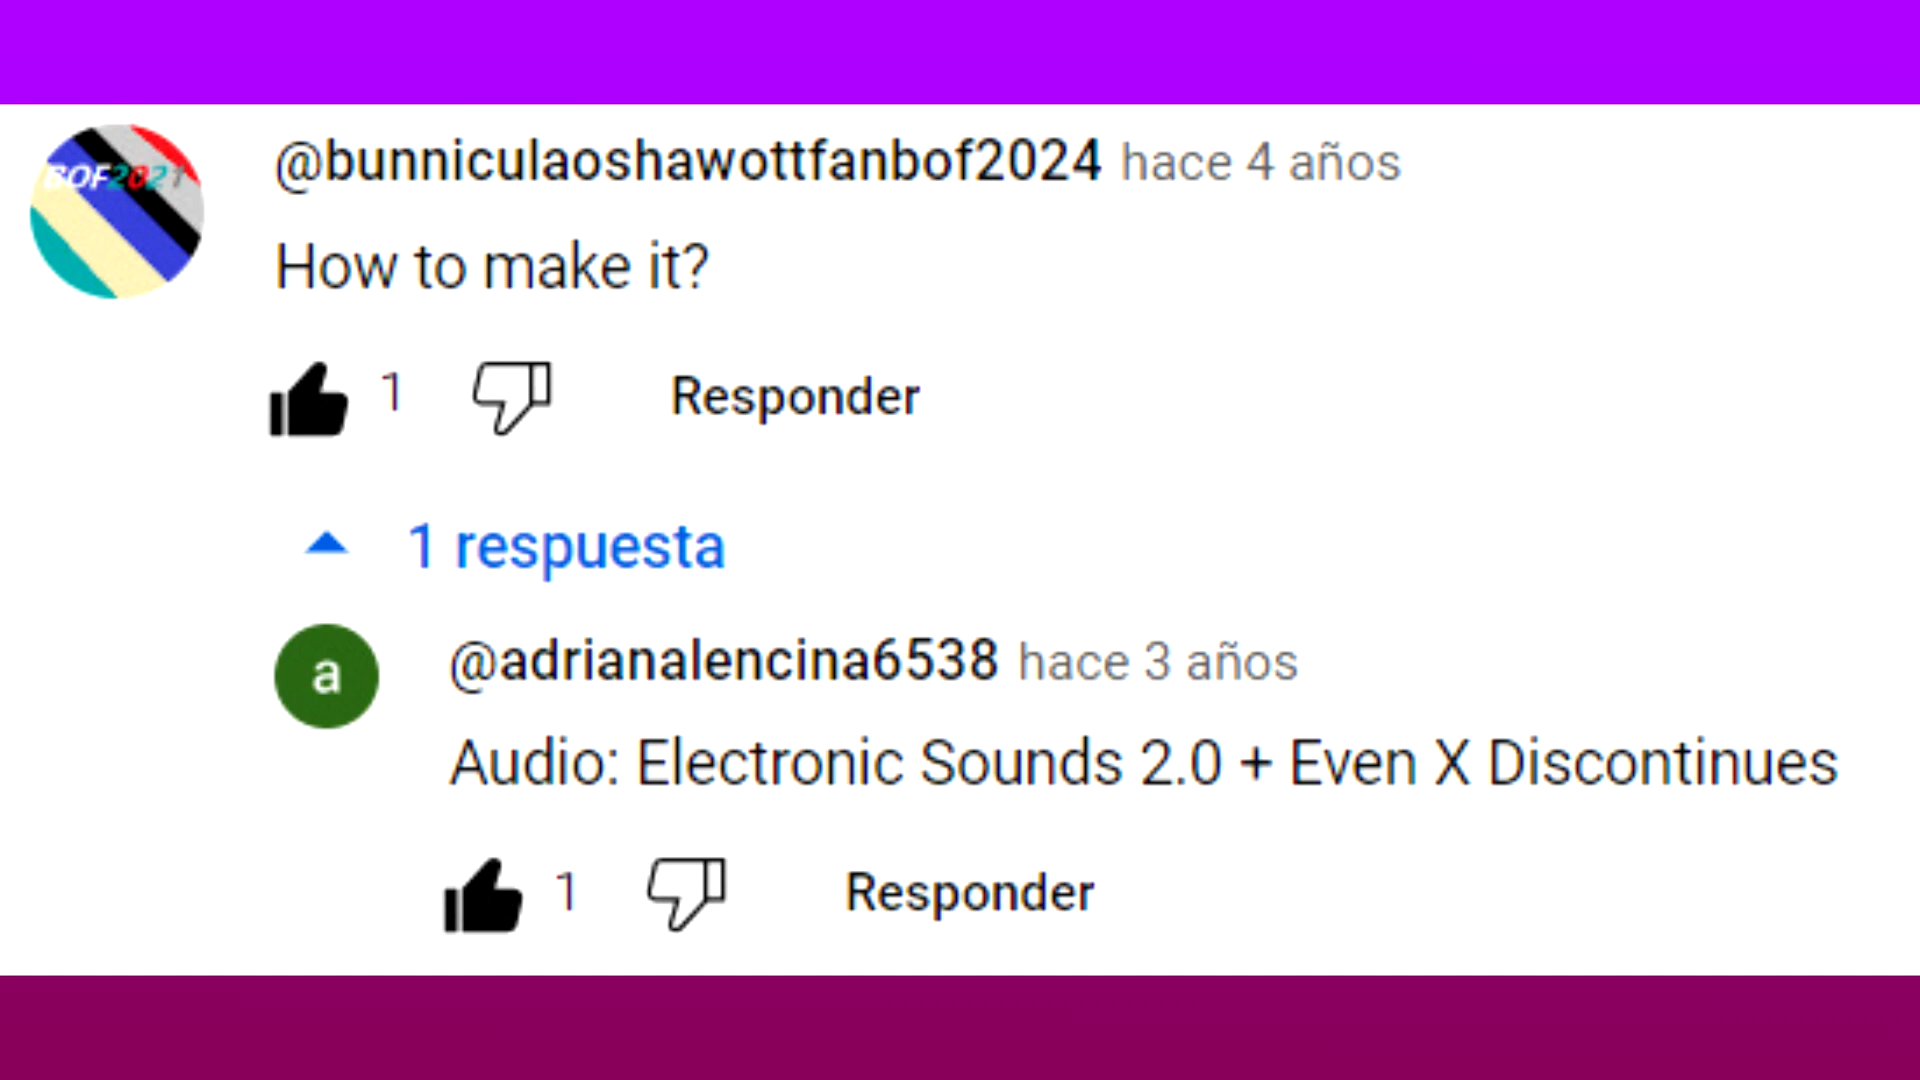 BOF2021
@bunniculaoshawottfanbof2024 hace 4 años
How to make it?
1 Responder
1 respuesta
a
@adrianalencina6538 hace 3 años
Audio: Electronic Sounds 2.0 + Even X Discontinues
1 Responder